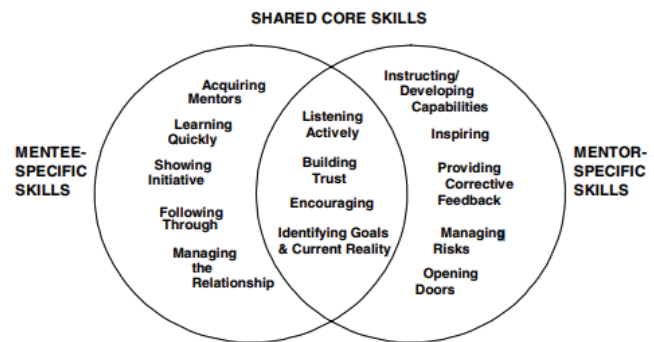 SHARED CORE SKILLS
MENTEE-
SPECIFIC
SKILLS
Acquiring
Mentors
Learning
Quickly
Showing
Initiative
Following
Through
Managing
the
Relationship
Listening
Actively
Building
Trust
Encouraging
Identifying Goals
& Current Reality
Instructing/
Developing
Capabilities
Inspiring
Providing
Corrective
Feedback
Managing
Risks
Opening
Doors
MENTOR-
SPECIFIC
SKILLS